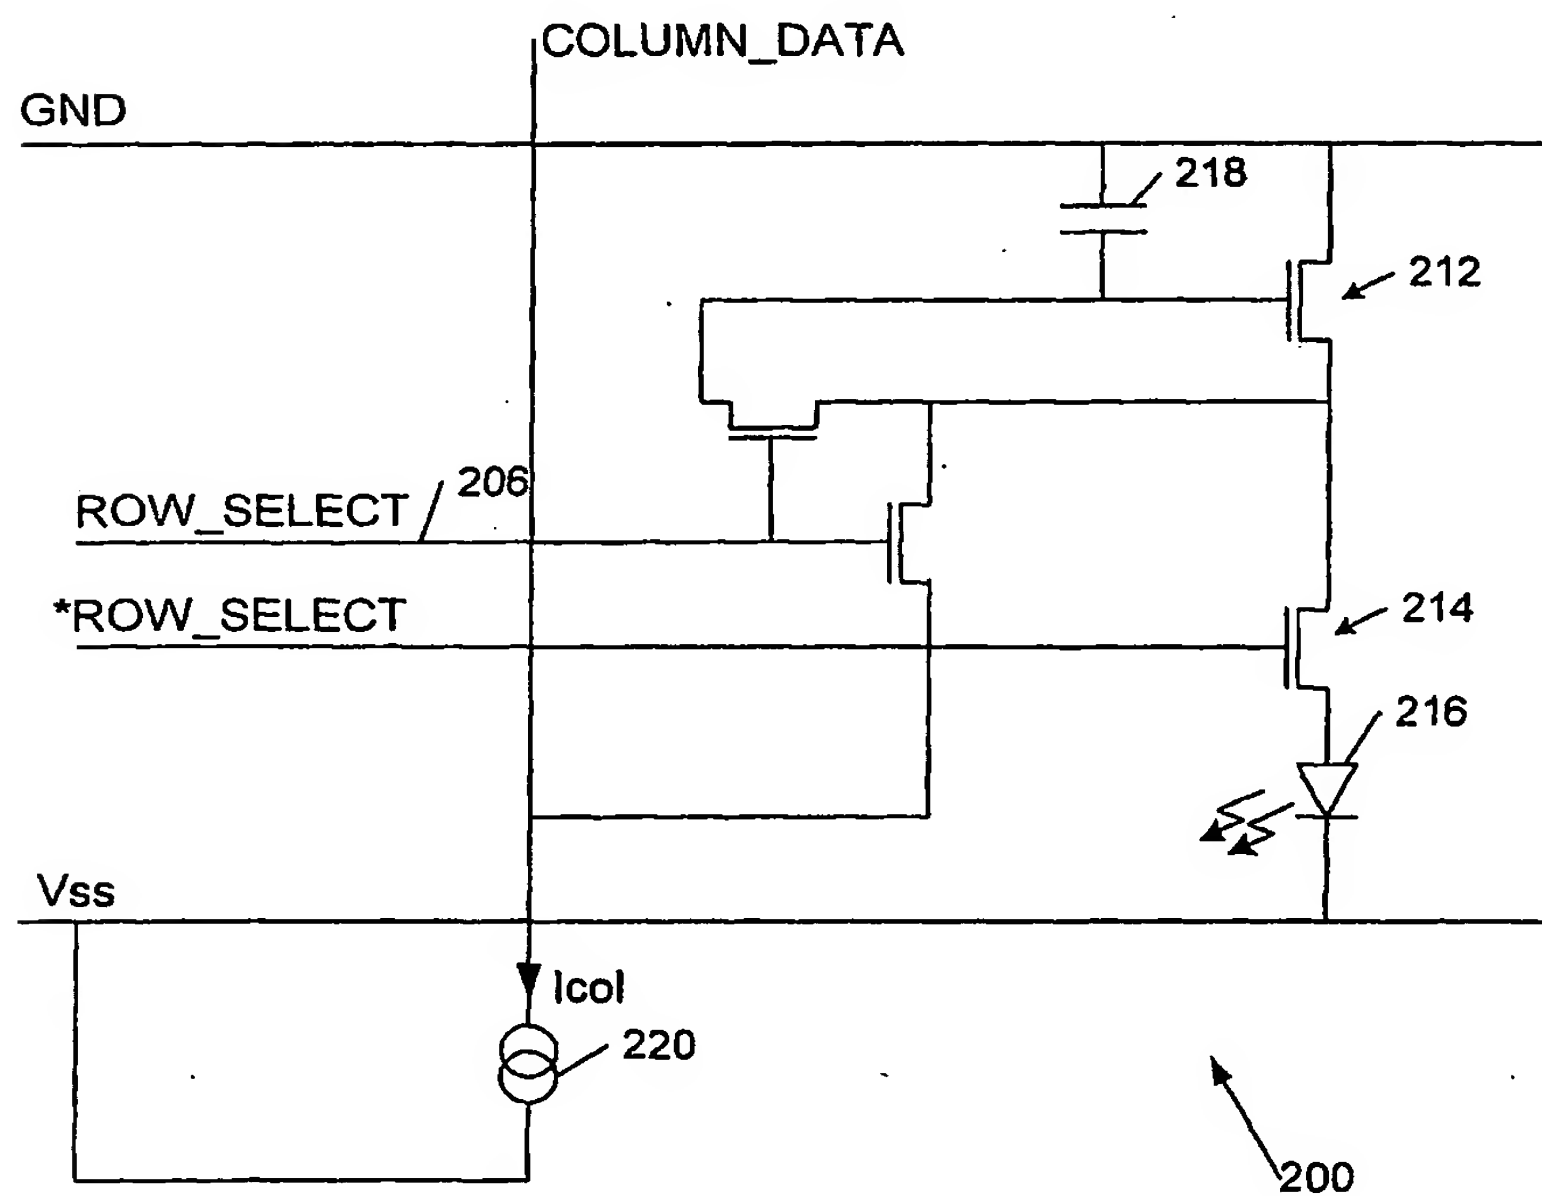 COLUMN_DATA
GND
218
212
206
ROW_SELECT
*ROW_SELECT
214
216
Vss
Icol
220
200